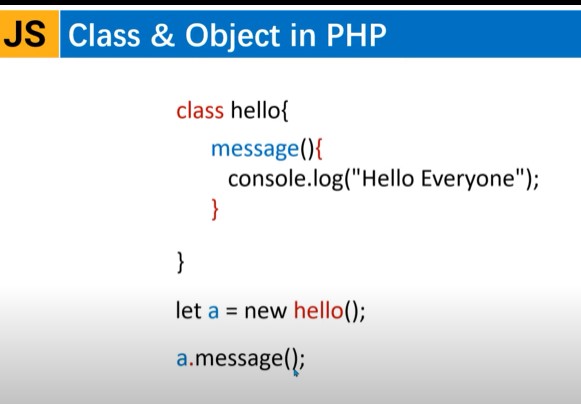 JS Class & Object in PHP
class hello{
message(){
console.log("Hello Everyone");
}
}
let a = new hello();
a.message();